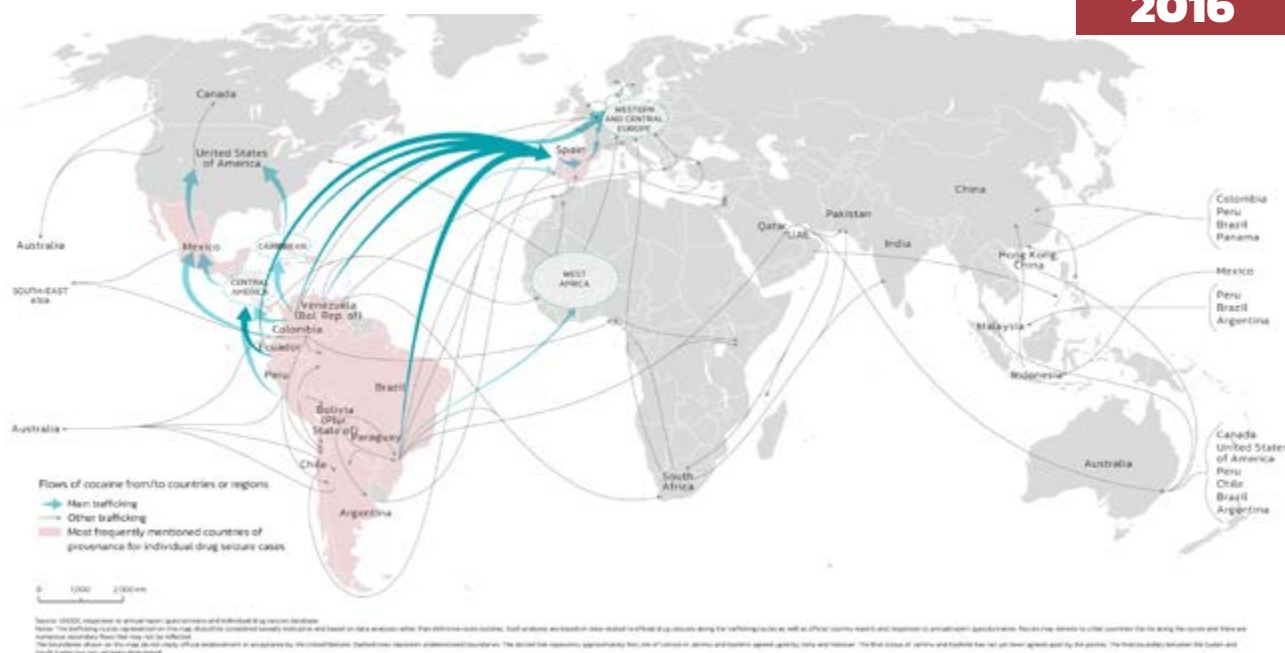 2016
Canada
United States
of America
Australia
SOUTH-EAST
ASIA
Mexico
CARIBBEAN
CENTRAL
AMERICA
Venezuela
(Bol. Rep. of)
Colombia
Ecuador
Peru
Brazil
Bolivia
(Plur.
State of)
Paraguay
Chile
Argentina
Australia
WESTERN
AND CENTRAL
EUROPE
Spain
WEST
AFRICA
South
Africa
Qatar
UAE
Pakistan
India
China
Hong Kong,
China
Malaysia
Indonesia
Australia
Colombia
Peru
Brazil
Panama
Mexico
Peru
Brazil
Argentina
Canada
United States
of America
Peru
Chile
Brazil
Argentina
Flows of cocaine from/to countries or regions
Main trafficking
Other trafficking
Most frequently mentioned countries of
provenance for individual drug seizure cases
0 1,000 2,000 km